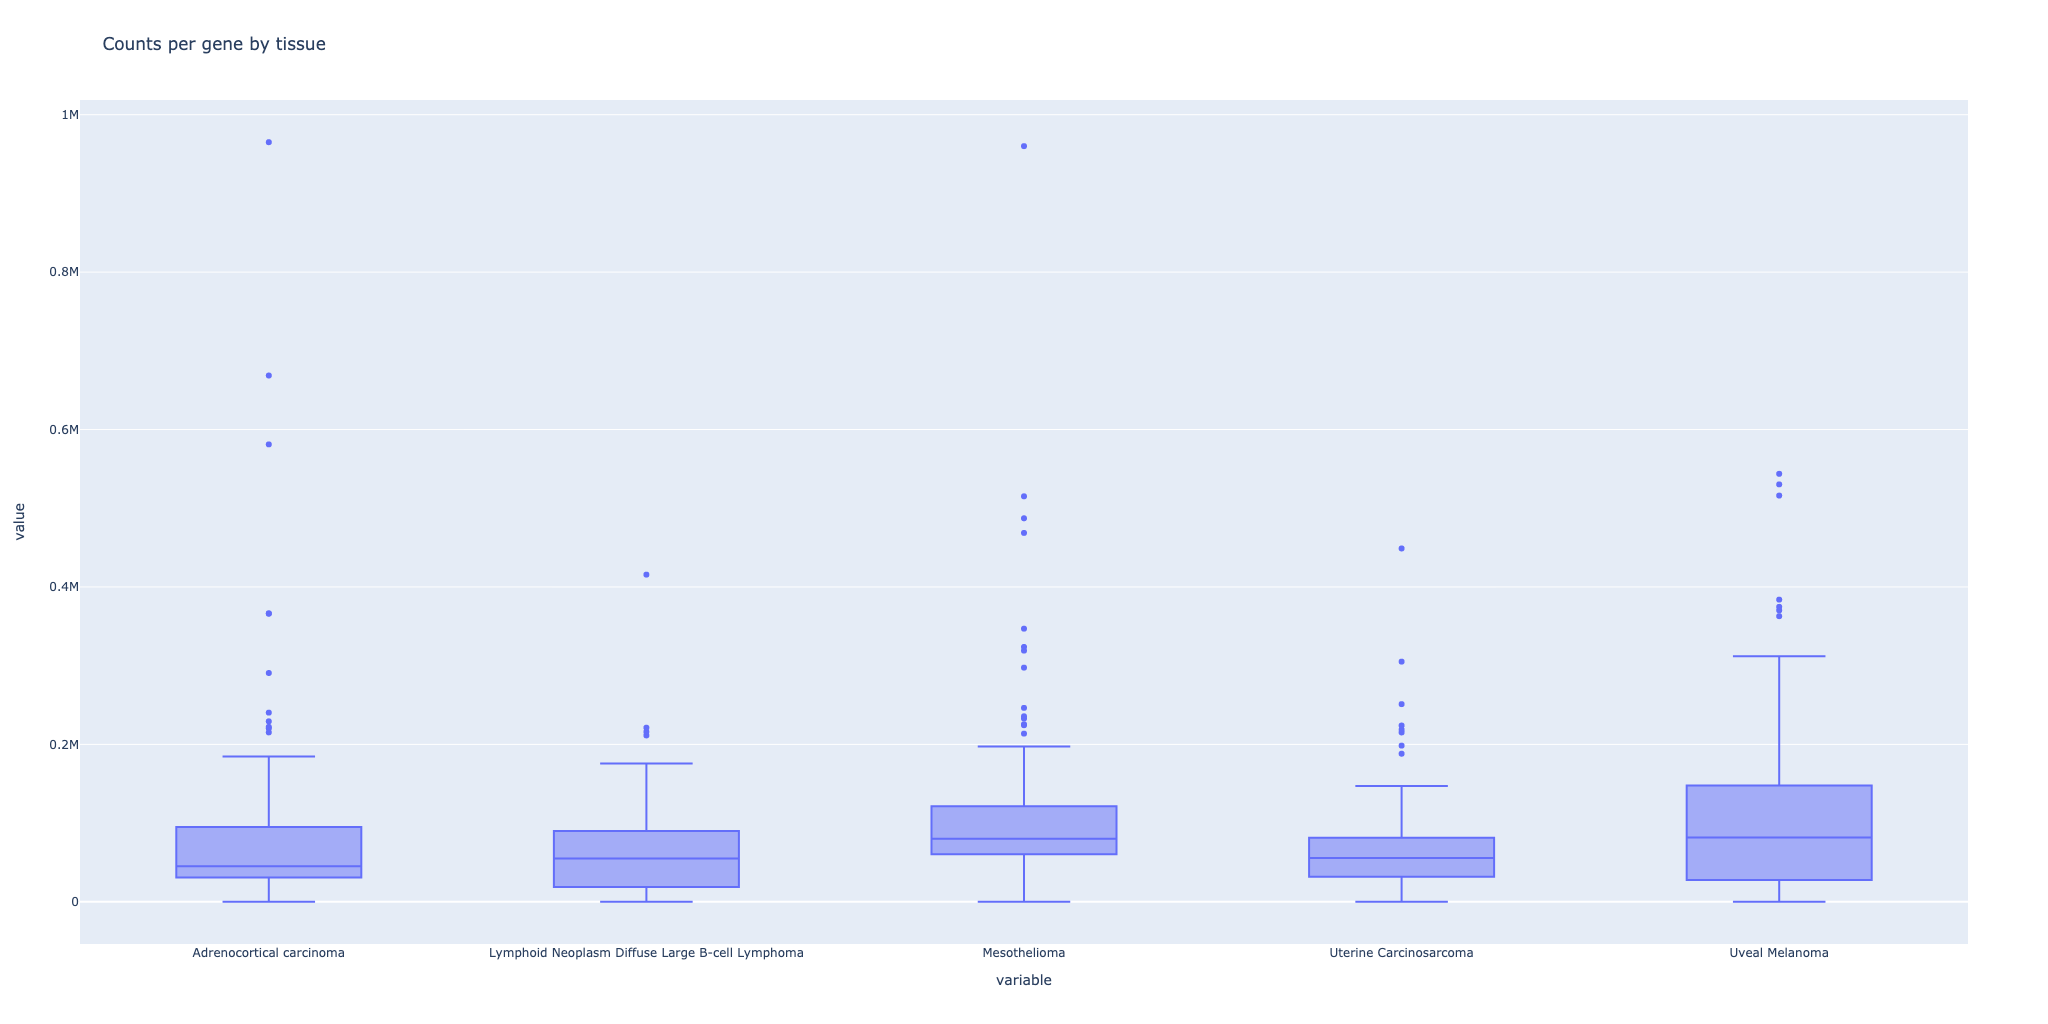 Counts per gene by tissue
1M
0.8M
0.6M
0.4M
0.2M
0
value
Adrenocortical carcinoma
Lymphoid Neoplasm Diffuse Large B-cell Lymphoma
Mesothelioma
Uterine Carcinosarcoma
Uveal Melanoma
variable